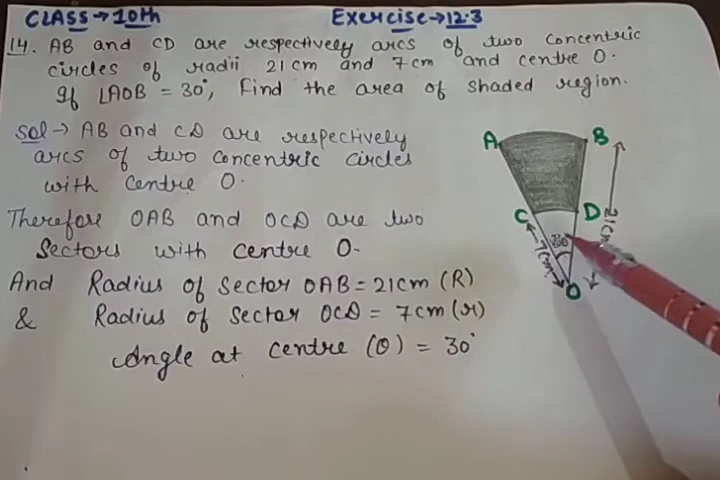 CLASS → 10th Exercise → 12.3
14. AB and CD are respectively arcs of two concentric
circles of radii 21 cm and 7 cm and centre O.
If ∠AOB = 30°, Find the area of shaded region.
Sol → AB and CD are respectively
arcs of two concentric circles
with centre O.
Therefore OAB and OCD are two
Sectors with centre O.
And Radius of Sector OAB = 21cm (R)
& Radius of Sector OCD = 7cm (r)
Angle at centre (θ) = 30°
A B
C D
21cm
7cm
30°
O